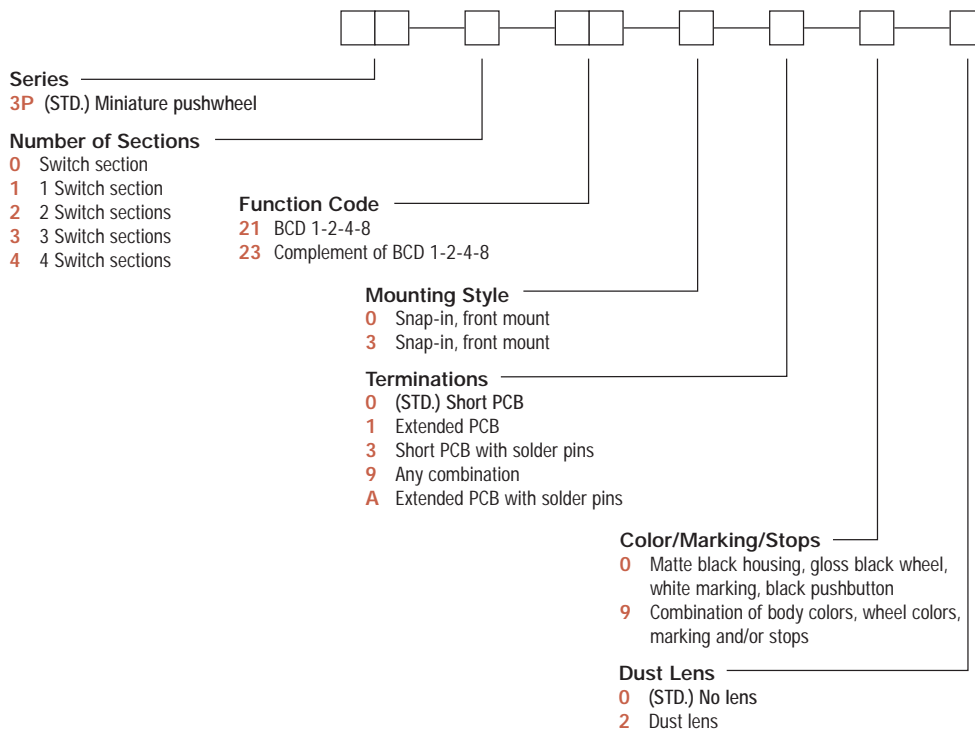 Series
3P (STD.) Miniature pushwheel
Number of Sections
0 Switch section
1 1 Switch section
2 2 Switch sections
3 3 Switch sections
4 4 Switch sections
Function Code
21 BCD 1-2-4-8
23 Complement of BCD 1-2-4-8
Mounting Style
0 Snap-in, front mount
3 Snap-in, front mount
Terminations
0 (STD.) Short PCB
1 Extended PCB
3 Short PCB with solder pins
9 Any combination
A Extended PCB with solder pins
Color/Marking/Stops
0 Matte black housing, gloss black wheel,
white marking, black pushbutton
9 Combination of body colors, wheel colors,
marking and/or stops
Dust Lens
0 (STD.) No lens
2 Dust lens